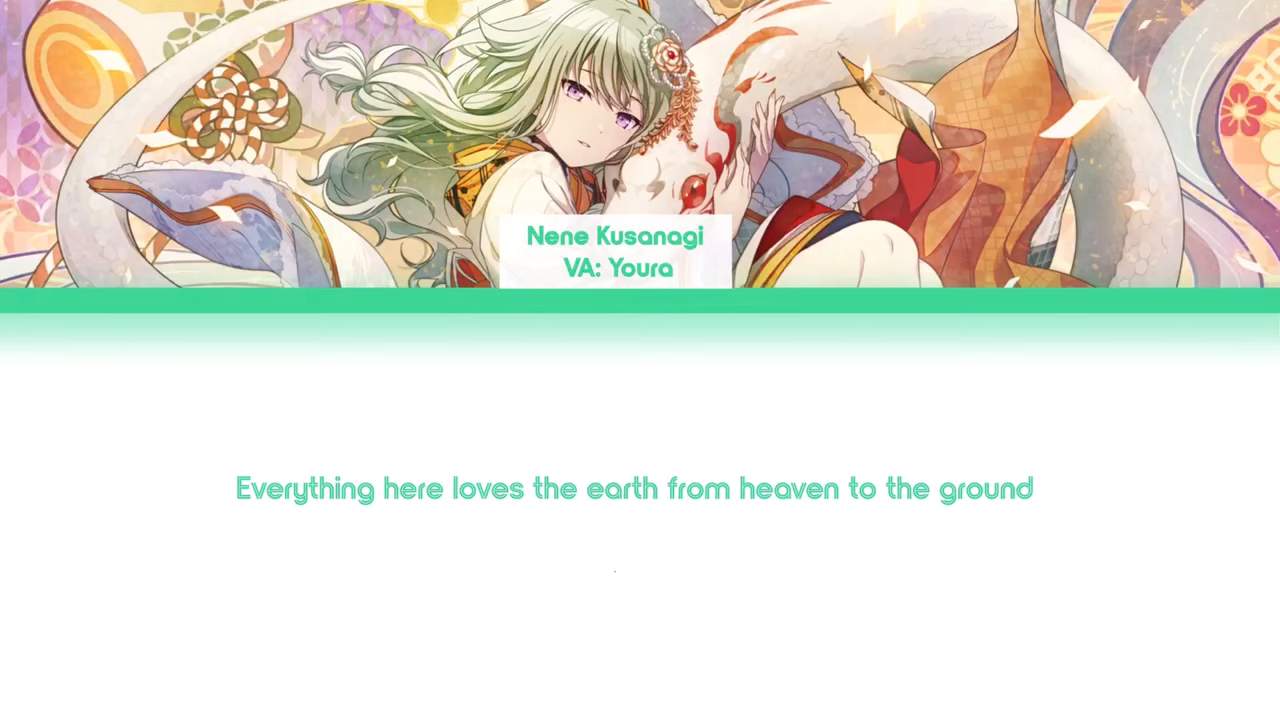 Nene Kusanagi
VA: Youra
Everything here loves the earth from heaven to the ground